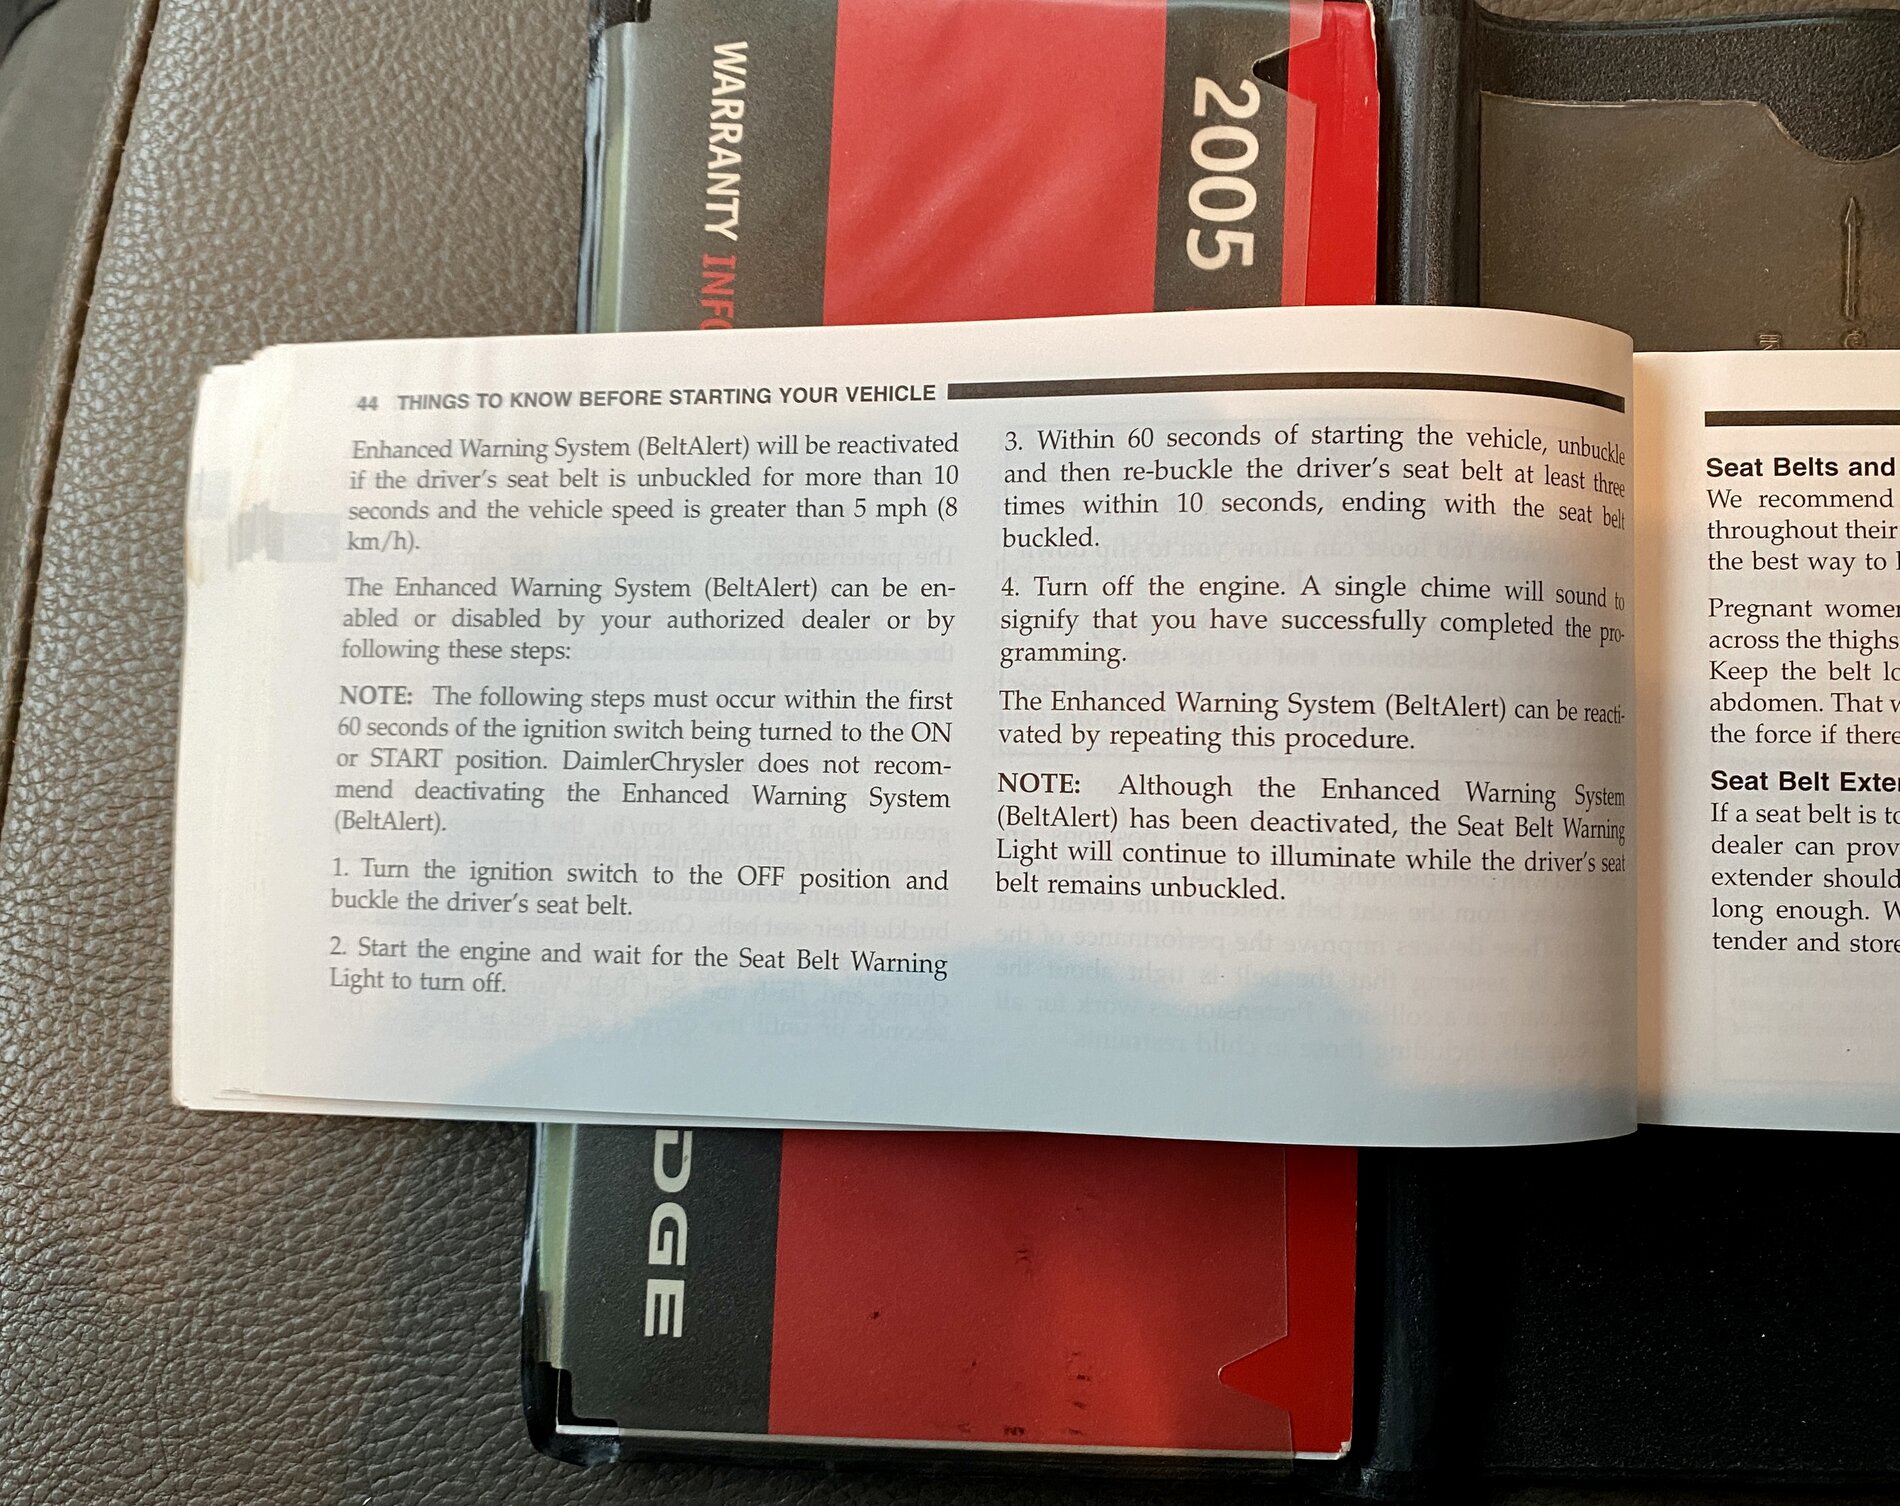 WARRANTY INFO
2005
44 THINGS TO KNOW BEFORE STARTING YOUR VEHICLE
Enhanced Warning System (BeltAlert) will be reactivated
if the driver's seat belt is unbuckled for more than 10
seconds and the vehicle speed is greater than 5 mph (8
km/h).
The Enhanced Warning System (BeltAlert) can be en-
abled or disabled by your authorized dealer or by
following these steps:
NOTE: The following steps must occur within the first
60 seconds of the ignition switch being turned to the ON
or START position. DaimlerChrysler does not recom-
mend deactivating the Enhanced Warning System
(BeltAlert).
1. Turn the ignition switch to the OFF position and
buckle the driver's seat belt.
2. Start the engine and wait for the Seat Belt Warning
Light to turn off.
3. Within 60 seconds of starting the vehicle, unbuckle
and then re-buckle the driver's seat belt at least three
times within 10 seconds, ending with the seat belt
buckled.
4. Turn off the engine. A single chime will sound to
signify that you have successfully completed the pro-
gramming.
The Enhanced Warning System (BeltAlert) can be reacti-
vated by repeating this procedure.
NOTE: Although the Enhanced Warning System
(BeltAlert) has been deactivated, the Seat Belt Warning
Light will continue to illuminate while the driver's seat
belt remains unbuckled.
Seat Belts and
We recommend
throughout their
the best way to
Pregnant women
across the thighs
Keep the belt lo
abdomen. That w
the force if there
Seat Belt Exte
If a seat belt is to
dealer can prov
extender should
long enough. W
tender and store
DGE